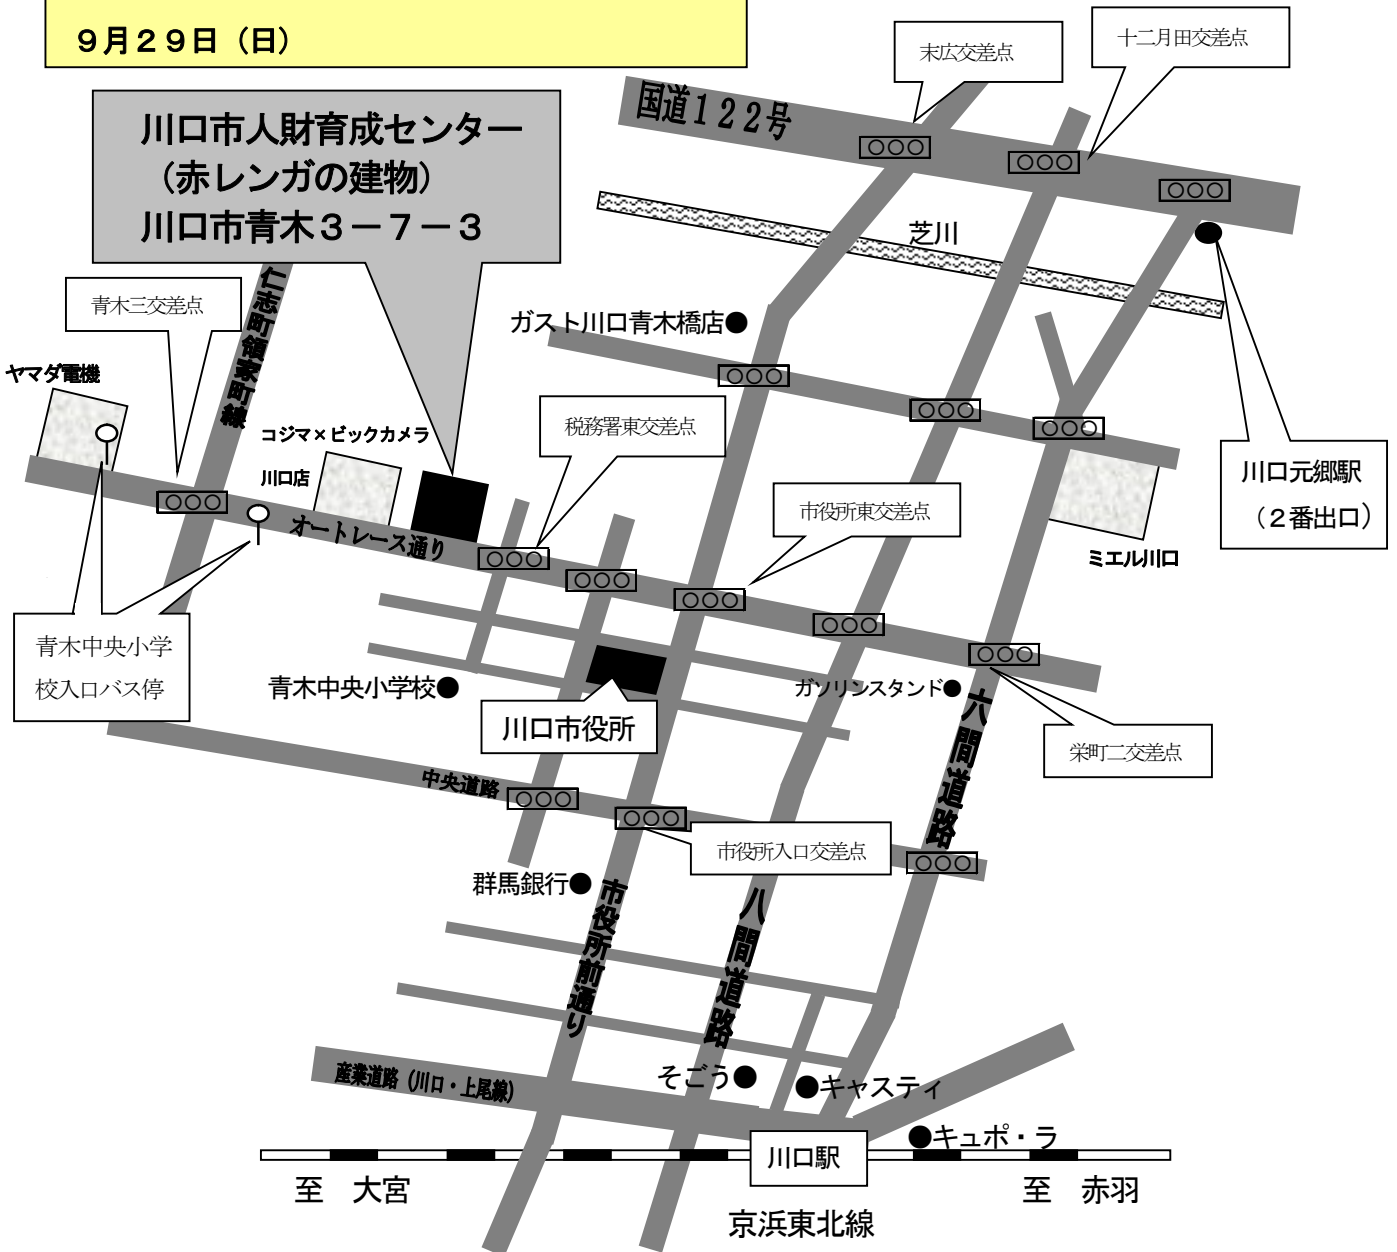 ９月２９日（日）
末広交差点
十二月田交差点
国道１２２号
川口市人財育成センター
（赤レンガの建物）
川口市青木３－７－３
芝川
仁志町領家町線
青木三交差点
ガスト川口青木橋店
ヤマダ電機
コジマ×ビックカメラ
川口店
税務署東交差点
川口元郷駅
（２番出口）
市役所東交差点
オートレース通り
ミエル川口
青木中央小学
校入口バス停
青木中央小学校
ガソリンスタンド
六間道路
川口市役所
栄町二交差点
中央道路
市役所入口交差点
群馬銀行
市役所前通り
八間道路
産業道路（川口・上尾線）
そごう
キャスティ
キュポ・ラ
川口駅
至　大宮
至　赤羽
京浜東北線